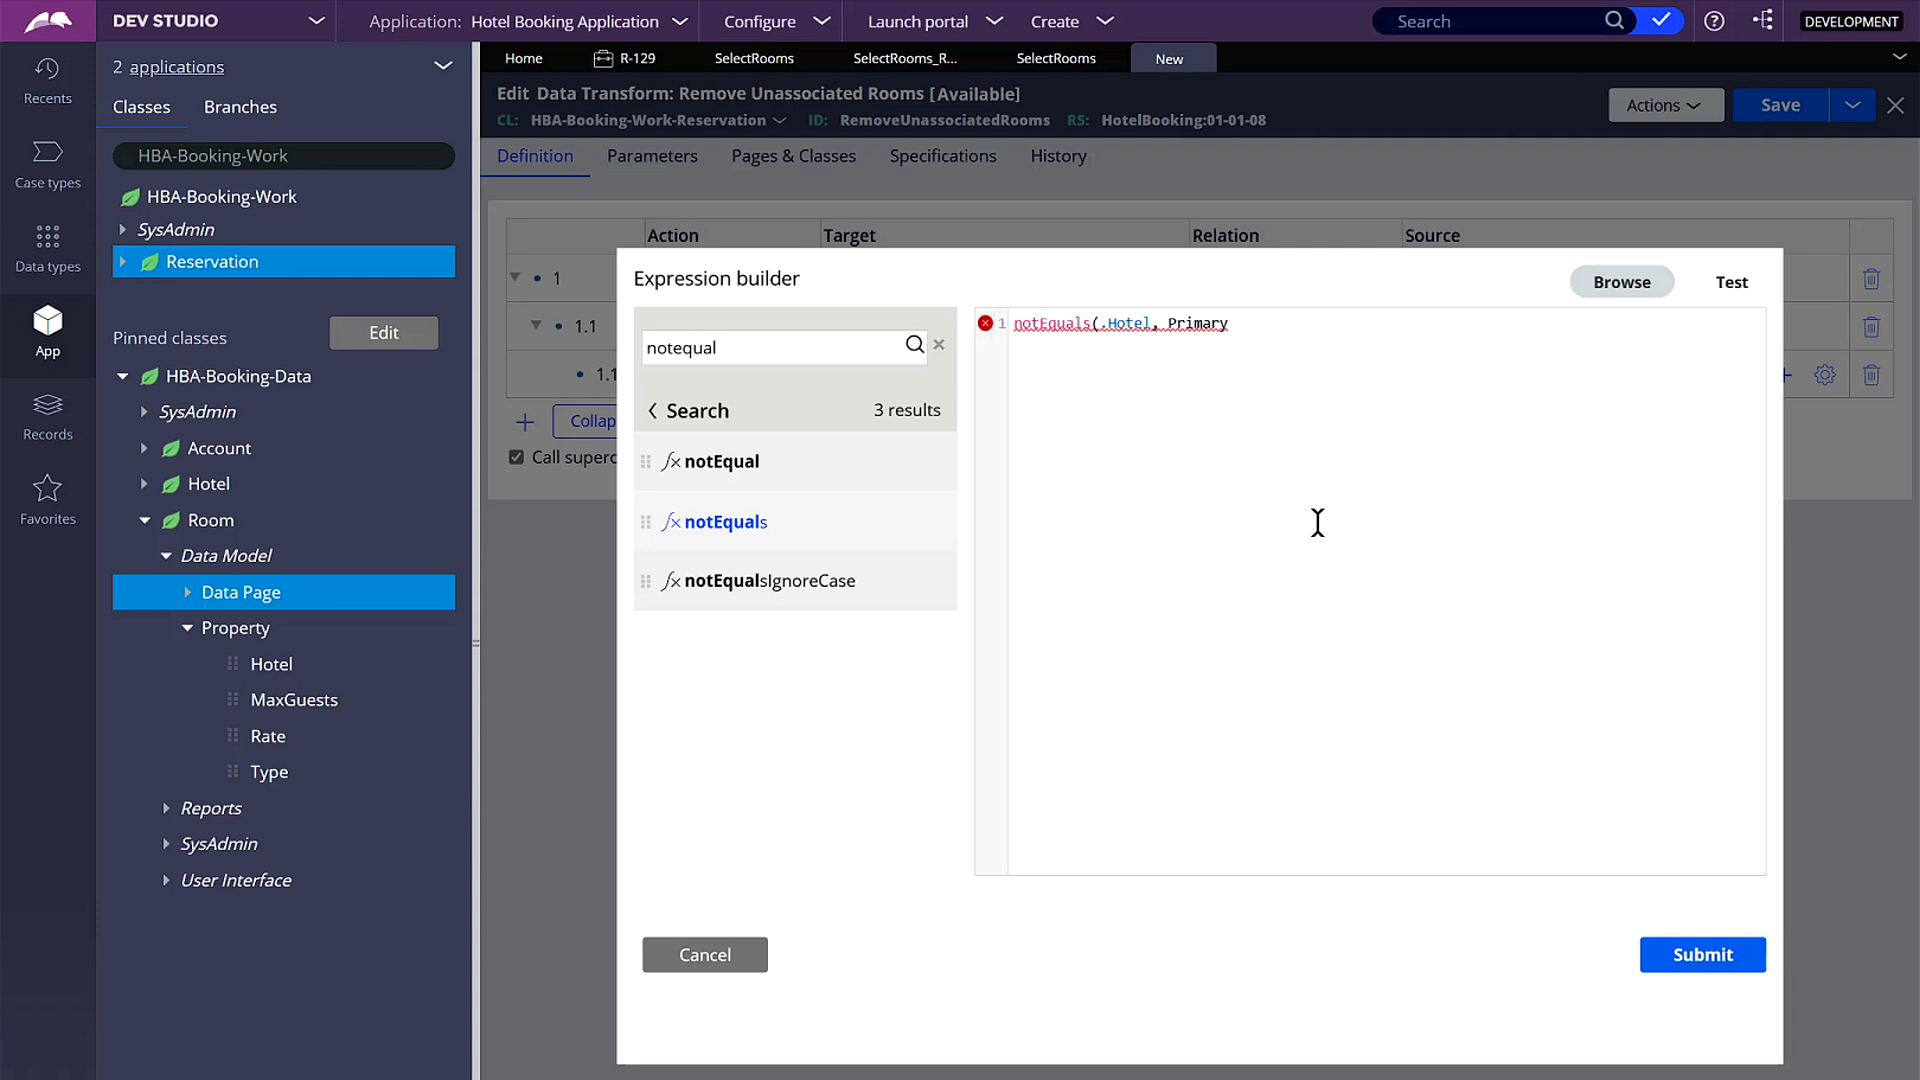 DEV STUDIO
Application: Hotel Booking Application
Configure
Launch portal
Create
Search
DEVELOPMENT
Recents
Case types
Data types
App
Records
Favorites
2 applications
Classes
Branches
HBA-Booking-Work
HBA-Booking-Work
SysAdmin
Reservation
Pinned classes
Edit
HBA-Booking-Data
SysAdmin
Account
Hotel
Room
Data Model
Data Page
Property
Hotel
MaxGuests
Rate
Type
Reports
SysAdmin
User Interface
Home
R-129
SelectRooms
SelectRooms_R...
SelectRooms
New
Edit Data Transform: Remove Unassociated Rooms [Available]
CL: HBA-Booking-Work-Reservation ID: RemoveUnassociatedRooms RS: HotelBooking:01-01-08
Actions
Save
Definition
Parameters
Pages & Classes
Specifications
History
Action
Target
Relation
Source
1
1.1
1.1
Collap
Call superc
Expression builder
Browse
Test
notequal
Search
3 results
notEqual
notEquals
notEqualsIgnoreCase
1 notEquals(.Hotel, Primary
Cancel
Submit